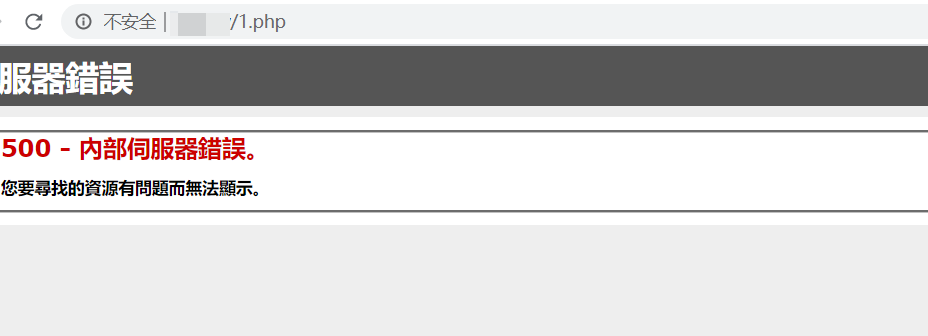 不安全 | /1.php
服器錯誤
500 - 內部伺服器錯誤。
您要尋找的資源有問題而無法顯示。